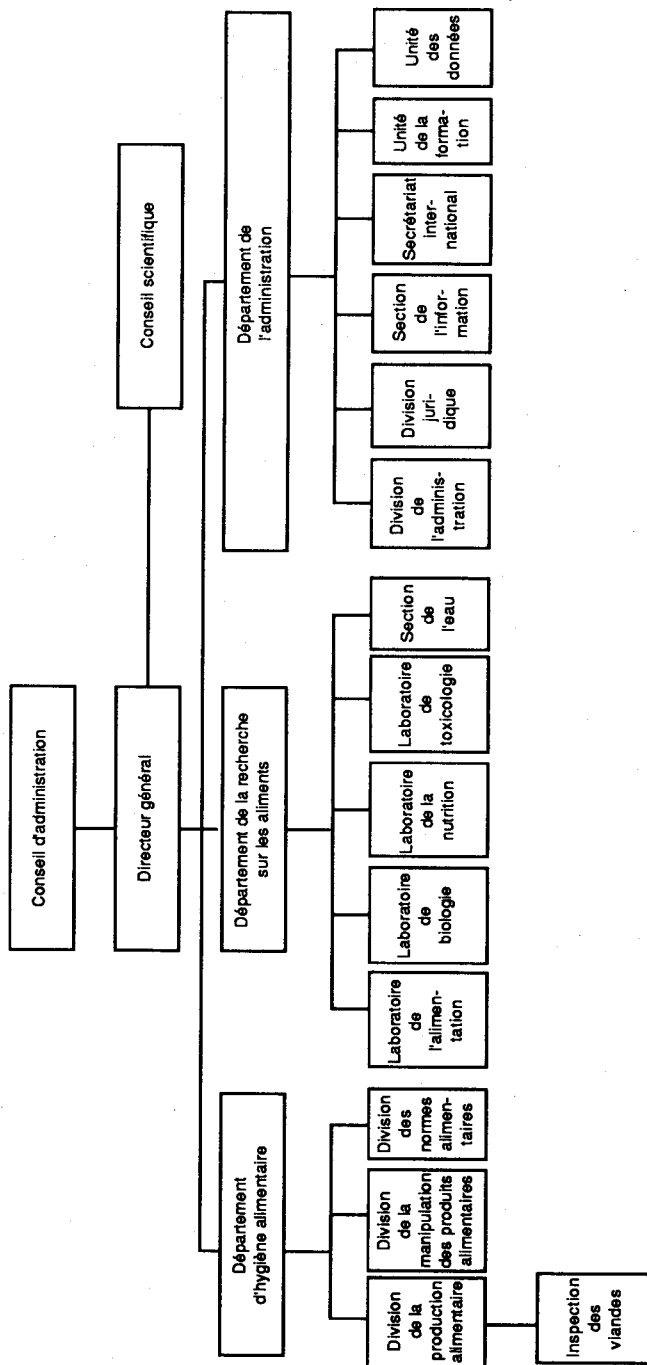 Conseil d'administration
Directeur général
Conseil scientifique
Département
d'hygiène alimentaire
Département de la recherche
sur les aliments
Département de
l'administration
Division
de la
production
alimentaire
Division
de la
manipulation
des produits
alimentaires
Division
des
normes
alimen-
taires
Laboratoire
de
l'alimen-
tation
Laboratoire
de
biologie
Laboratoire
de la
nutrition
Laboratoire
de
toxicologie
Section
de
l'eau
Division
de
l'adminis-
tration
Division
juri-
dique
Section
de
l'infor-
mation
Secrétariat
inter-
national
Unité
de la
forma-
tion
Unité
des
données
Inspection
des
viandes